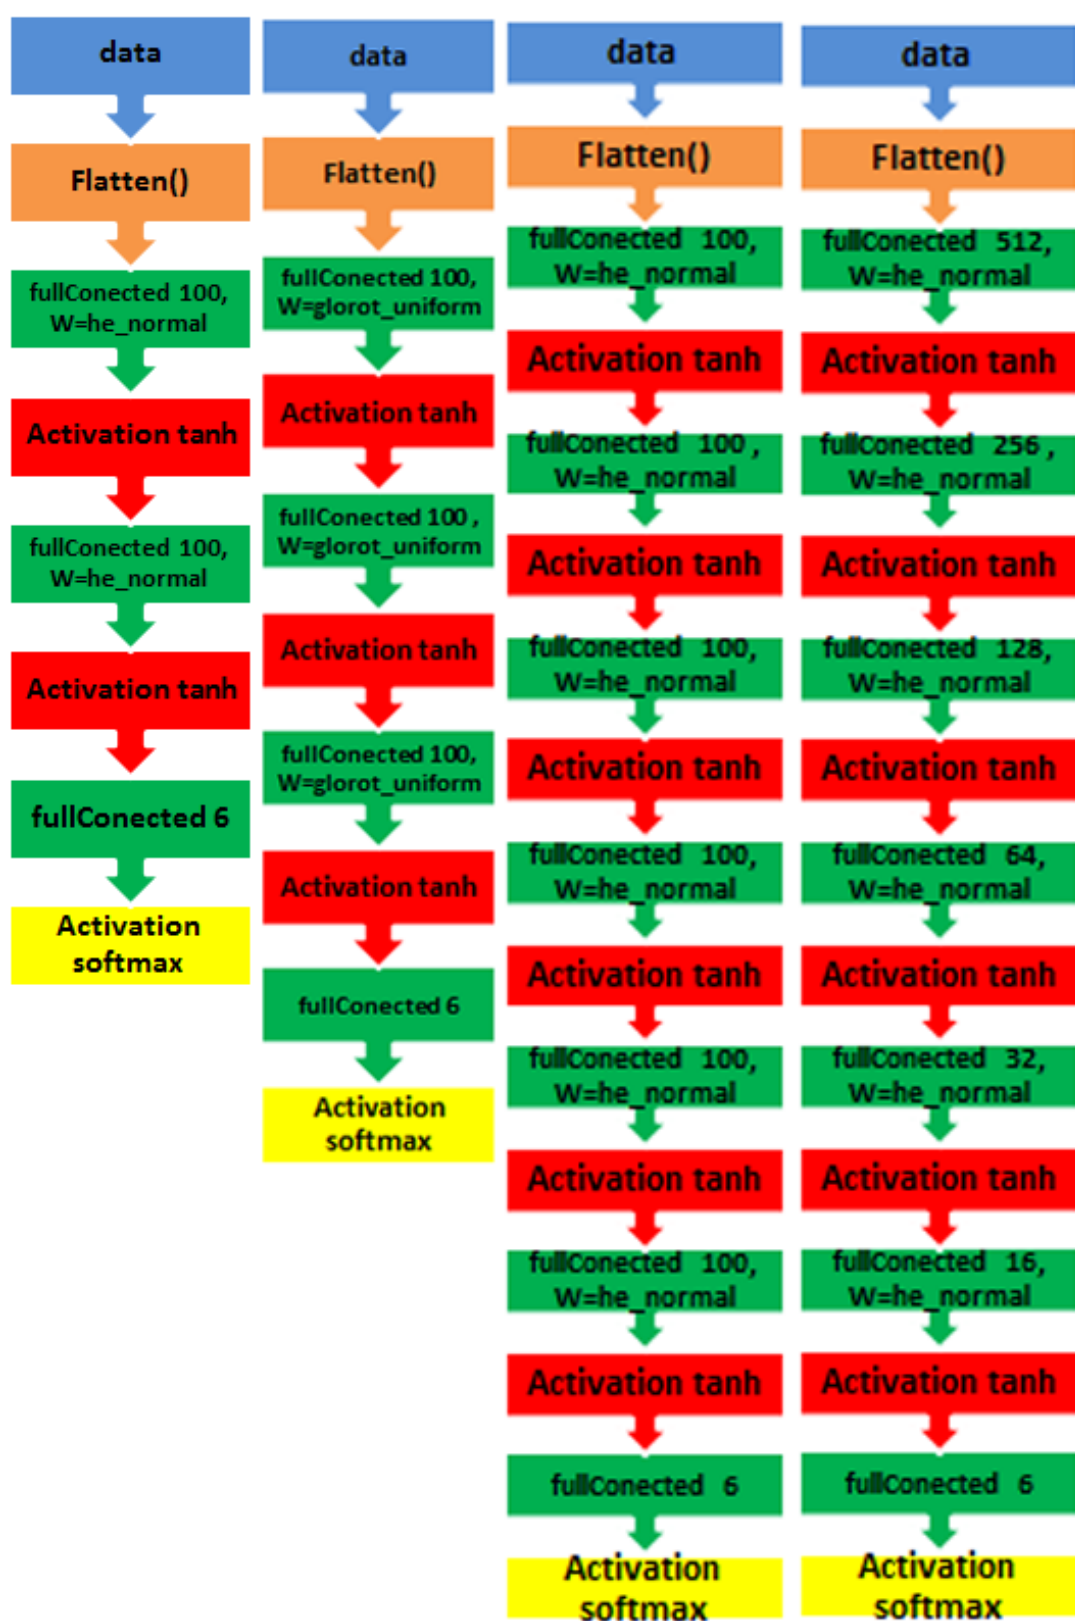 data
Flatten()
fullConected 100,
W=he_normal
Activation tanh
fullConected 100,
W=he_normal
Activation tanh
fullConected 6
Activation
softmax
data
Flatten()
fullConected 100,
W=glorot_uniform
Activation tanh
fullConected 100 ,
W=glorot_uniform
Activation tanh
fullConected 100,
W=glorot_uniform
Activation tanh
fullConected 6
Activation
softmax
data
Flatten()
fullConected 100,
W=he_normal
Activation tanh
fullConected 100 ,
W=he_normal
Activation tanh
fullConected 100,
W=he_normal
Activation tanh
fullConected 100,
W=he_normal
Activation tanh
fullConected 100,
W=he_normal
Activation tanh
fullConected 100,
W=he_normal
Activation tanh
fullConected 6
Activation
softmax
data
Flatten()
fullConected 512,
W=he_normal
Activation tanh
fullConected 256 ,
W=he_normal
Activation tanh
fullConected 128,
W=he_normal
Activation tanh
fullConected 64,
W=he_normal
Activation tanh
fullConected 32,
W=he_normal
Activation tanh
fullConected 16,
W=he_normal
Activation tanh
fullConected 6
Activation
softmax